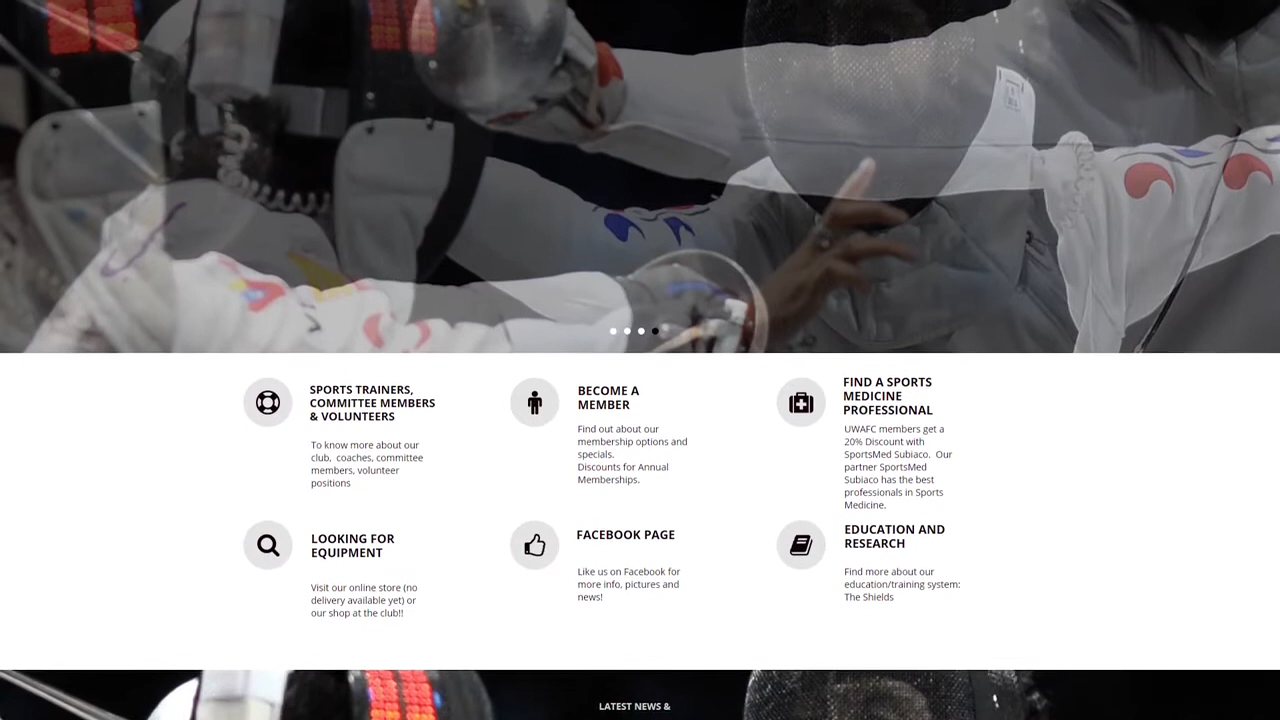 SPORTS TRAINERS,
COMMITTEE MEMBERS
& VOLUNTEERS
To know more about our
club,  coaches, committee
members, volunteer
positions
BECOME A
MEMBER
Find out about our
membership options and
specials.
Discounts for Annual
Memberships.
FIND A SPORTS
MEDICINE
PROFESSIONAL
UWAFC members get a
20% Discount with
SportsMed Subiaco.  Our
partner SportsMed
Subiaco has the best
professionals in Sports
Medicine.
LOOKING FOR
EQUIPMENT
Visit our online store (no
delivery available yet) or
our shop at the club!!
FACEBOOK PAGE
Like us on Facebook for
more info, pictures and
news!
EDUCATION AND
RESEARCH
Find more about our
education/training system:
The Shields
LATEST NEWS &